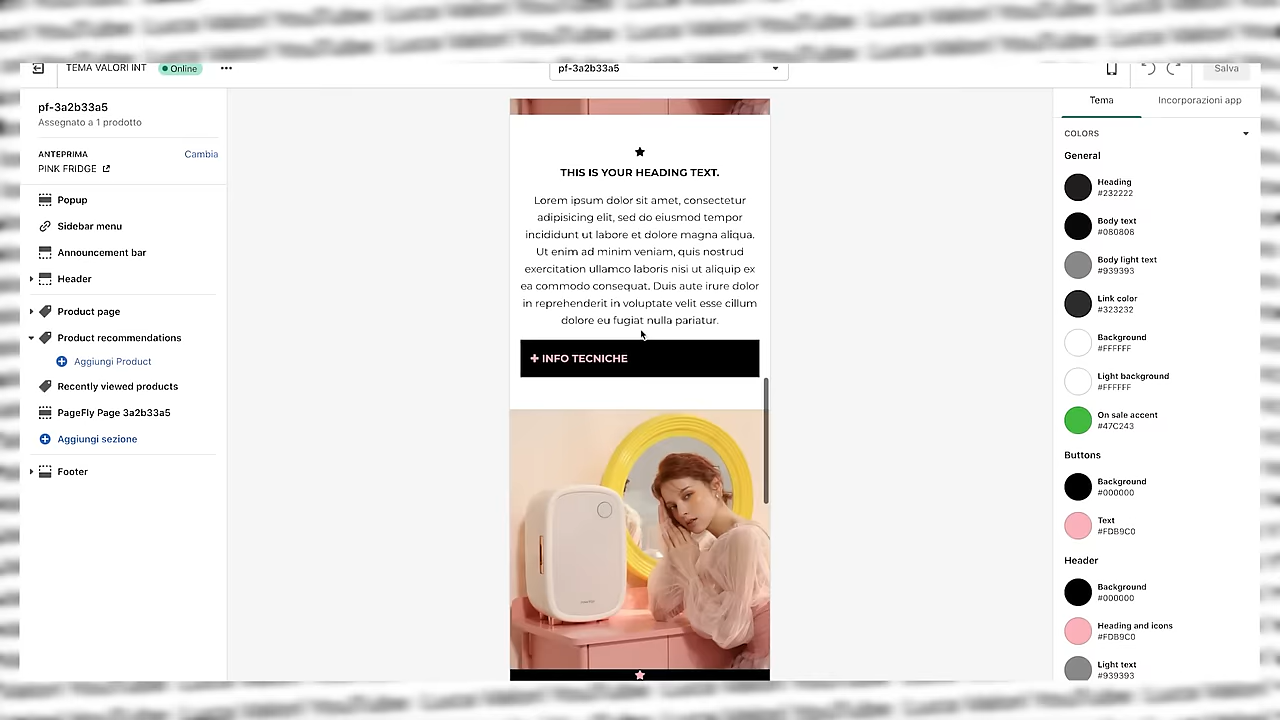 Luca Valori YouTube
TEMA VALORI INT
Online
pf-3a2b33a5
Salva
pf-3a2b33a5
Assegnato a 1 prodotto
ANTEPRIMA
Cambia
PINK FRIDGE
Popup
Sidebar menu
Announcement bar
Header
Product page
Product recommendations
Aggiungi Product
Recently viewed products
PageFly Page 3a2b33a5
Aggiungi sezione
Footer
THIS IS YOUR HEADING TEXT.
Lorem ipsum dolor sit amet, consectetur
adipisicing elit, sed do eiusmod tempor
incididunt ut labore et dolore magna aliqua.
Ut enim ad minim veniam, quis nostrud
exercitation ullamco laboris nisi ut aliquip ex
ea commodo consequat. Duis aute irure dolor
in reprehenderit in voluptate velit esse cillum
dolore eu fugiat nulla pariatur.
+ INFO TECNICHE
Tema
Incorporazioni app
COLORS
General
Heading
#232222
Body text
#080808
Body light text
#939393
Link color
#323232
Background
#FFFFFF
Light background
#FFFFFF
On sale accent
#47C243
Buttons
Background
#000000
Text
#FDB9C0
Header
Background
#000000
Heading and icons
#FDB9C0
Light text
#939393